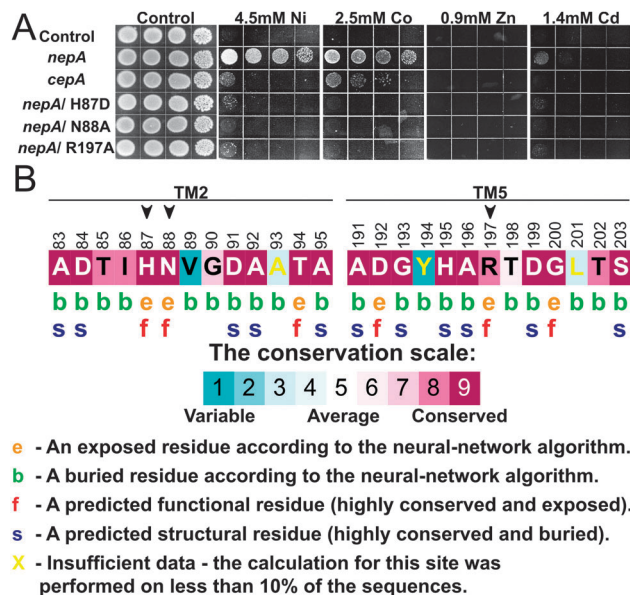 A
Control 4.5mM Ni 2.5mM Co 0.9mM Zn 1.4mM Cd
Control
nepA
cepA
nepA/ H87D
nepA/ N88A
nepA/ R197A
B
TM2 TM5
83 84 85 86 87 88 89 90 91 92 93 94 95 191 192 193 194 195 196 197 198 199 200 201 202 203
A D T I H N V G D A A T A A D G Y H A R T D G L T S
b b b b e e b b b b b e b b e b b b b e b b e b b b
s s f f s s f s s f s s s f s f s
The conservation scale:
1 2 3 4 5 6 7 8 9
Variable Average Conserved
e - An exposed residue according to the neural-network algorithm.
b - A buried residue according to the neural-network algorithm.
f - A predicted functional residue (highly conserved and exposed).
s - A predicted structural residue (highly conserved and buried).
X - Insufficient data - the calculation for this site was
performed on less than 10% of the sequences.